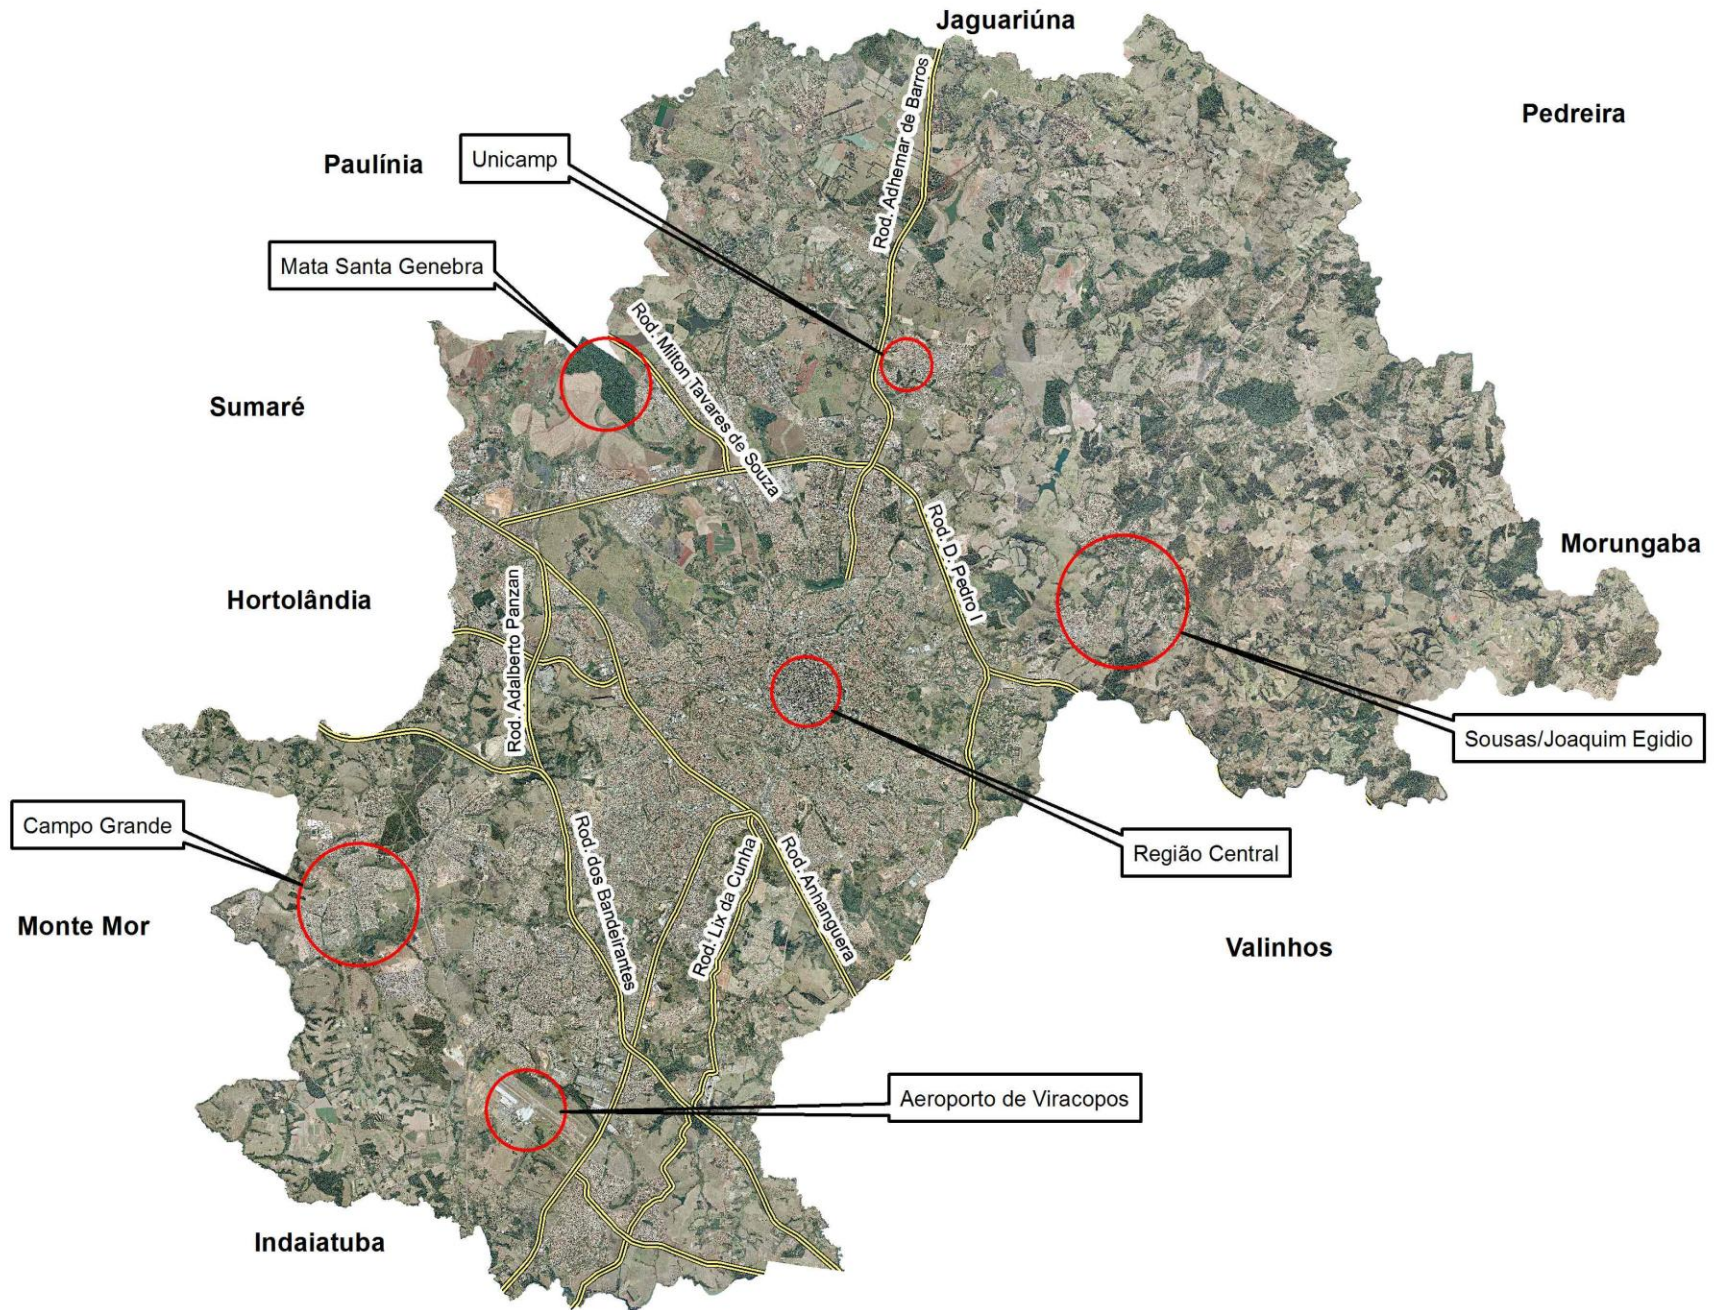 Jaguariúna
Pedreira
Rod. Adhemar de Barros
Unicamp
Paulínia
Mata Santa Genebra
Rod. Milton Tavares de Souza
Sumaré
Rod. D. Pedro I
Morungaba
Hortolândia
Rod. Adalberto Panzan
Sousas/Joaquim Egidio
Campo Grande
Rod. dos Bandeirantes
Rod. Lix da Cunha
Rod. Anhanguera
Região Central
Monte Mor
Valinhos
Aeroporto de Viracopos
Indaiatuba